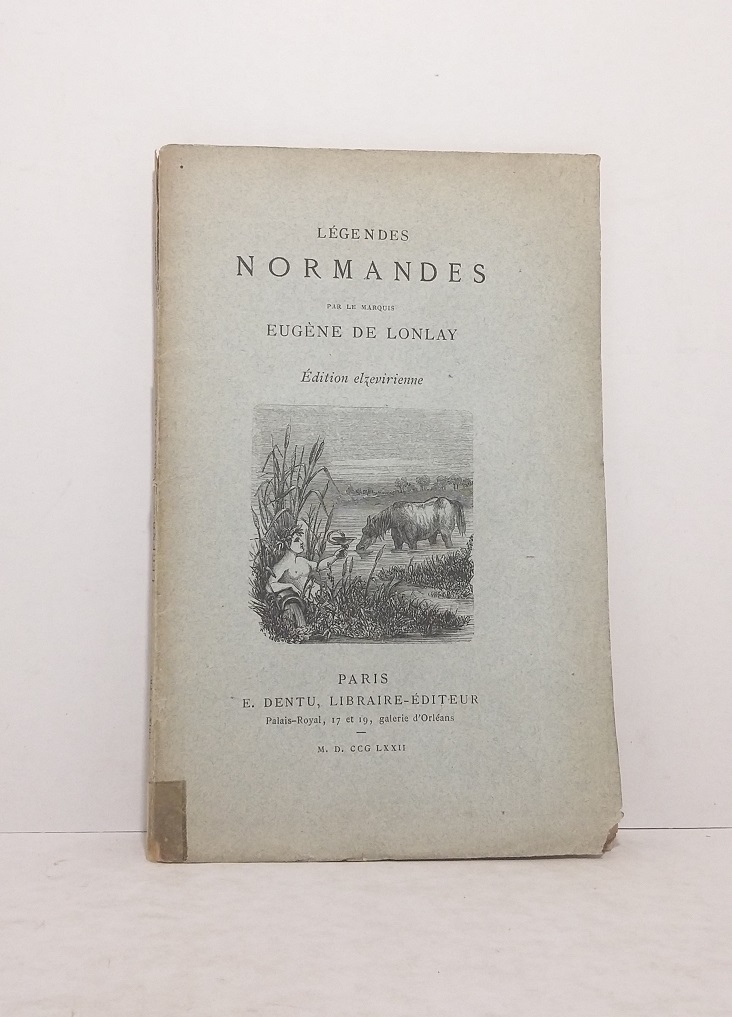 LÉGENDES
NORMANDES
PAR LE MARQUIS
EUGÈNE DE LONLAY
Édition elzevirienne
PARIS
E. DENTU, LIBRAIRE-ÉDITEUR
Palais-Royal, 17 et 19, galerie d'Orléans
M. D. CCG LXXII